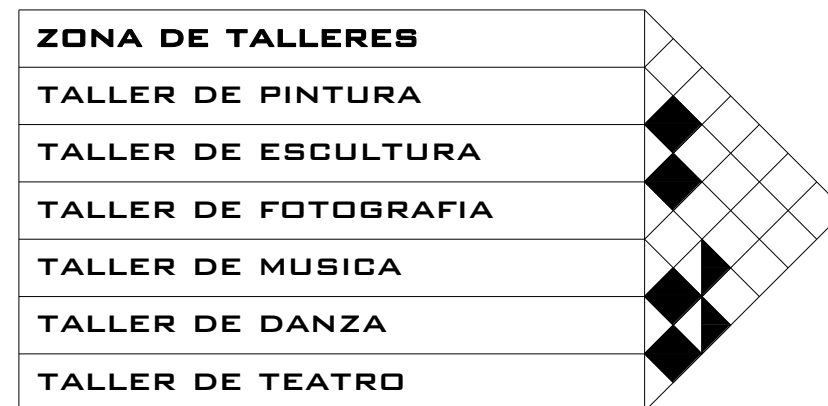 ZONA DE TALLERES
TALLER DE PINTURA
TALLER DE ESCULTURA
TALLER DE FOTOGRAFIA
TALLER DE MUSICA
TALLER DE DANZA
TALLER DE TEATRO